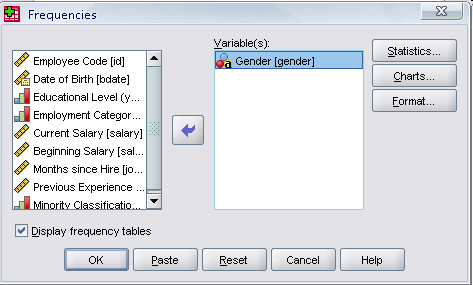 Frequencies
Variable(s):
Employee Code [id]
Date of Birth [bdate]
Educational Level (y...
Employment Categor...
Current Salary [salary]
Beginning Salary [sal...
Months since Hire [jo...
Previous Experience ...
Minority Classificatio...
Gender [gender]
Statistics...
Charts...
Format...
Display frequency tables
OK
Paste
Reset
Cancel
Help